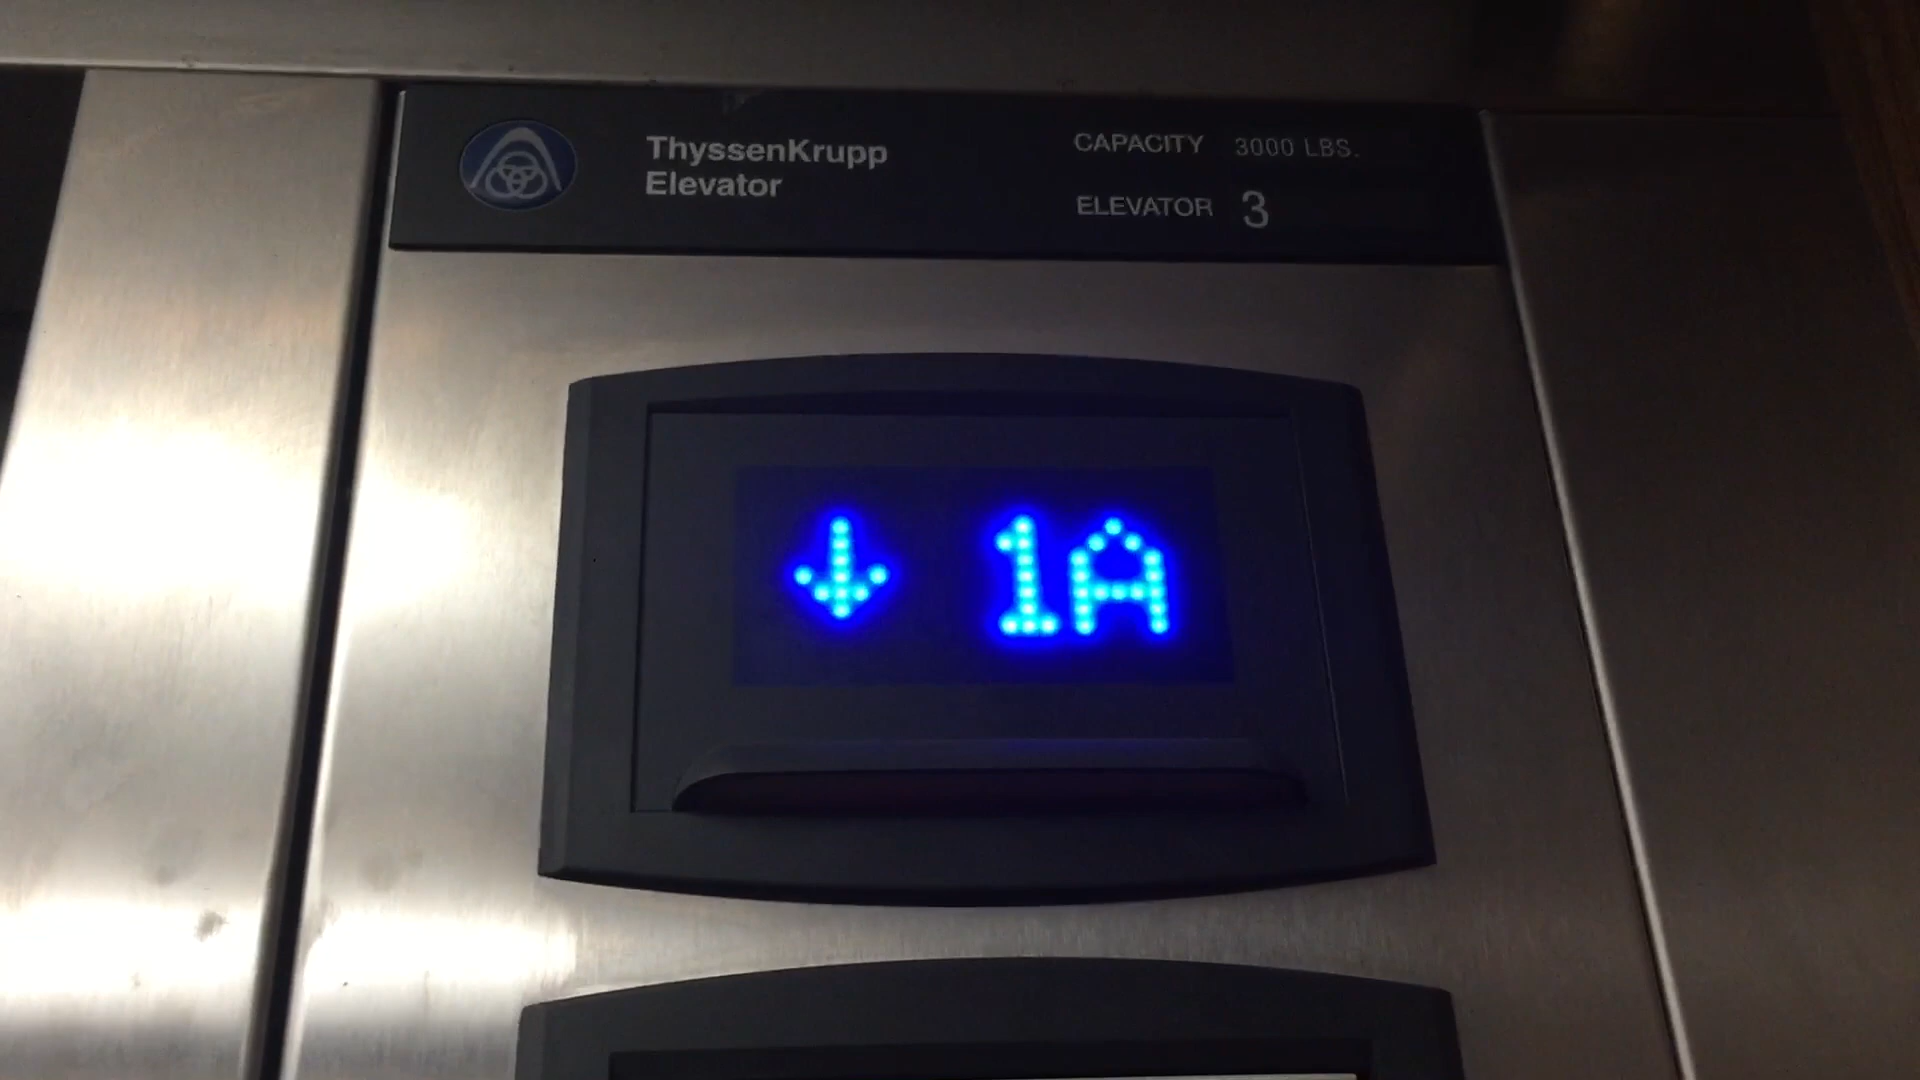 ThyssenKrupp
Elevator
CAPACITY 3000 LBS.
ELEVATOR 3
↓ 1A